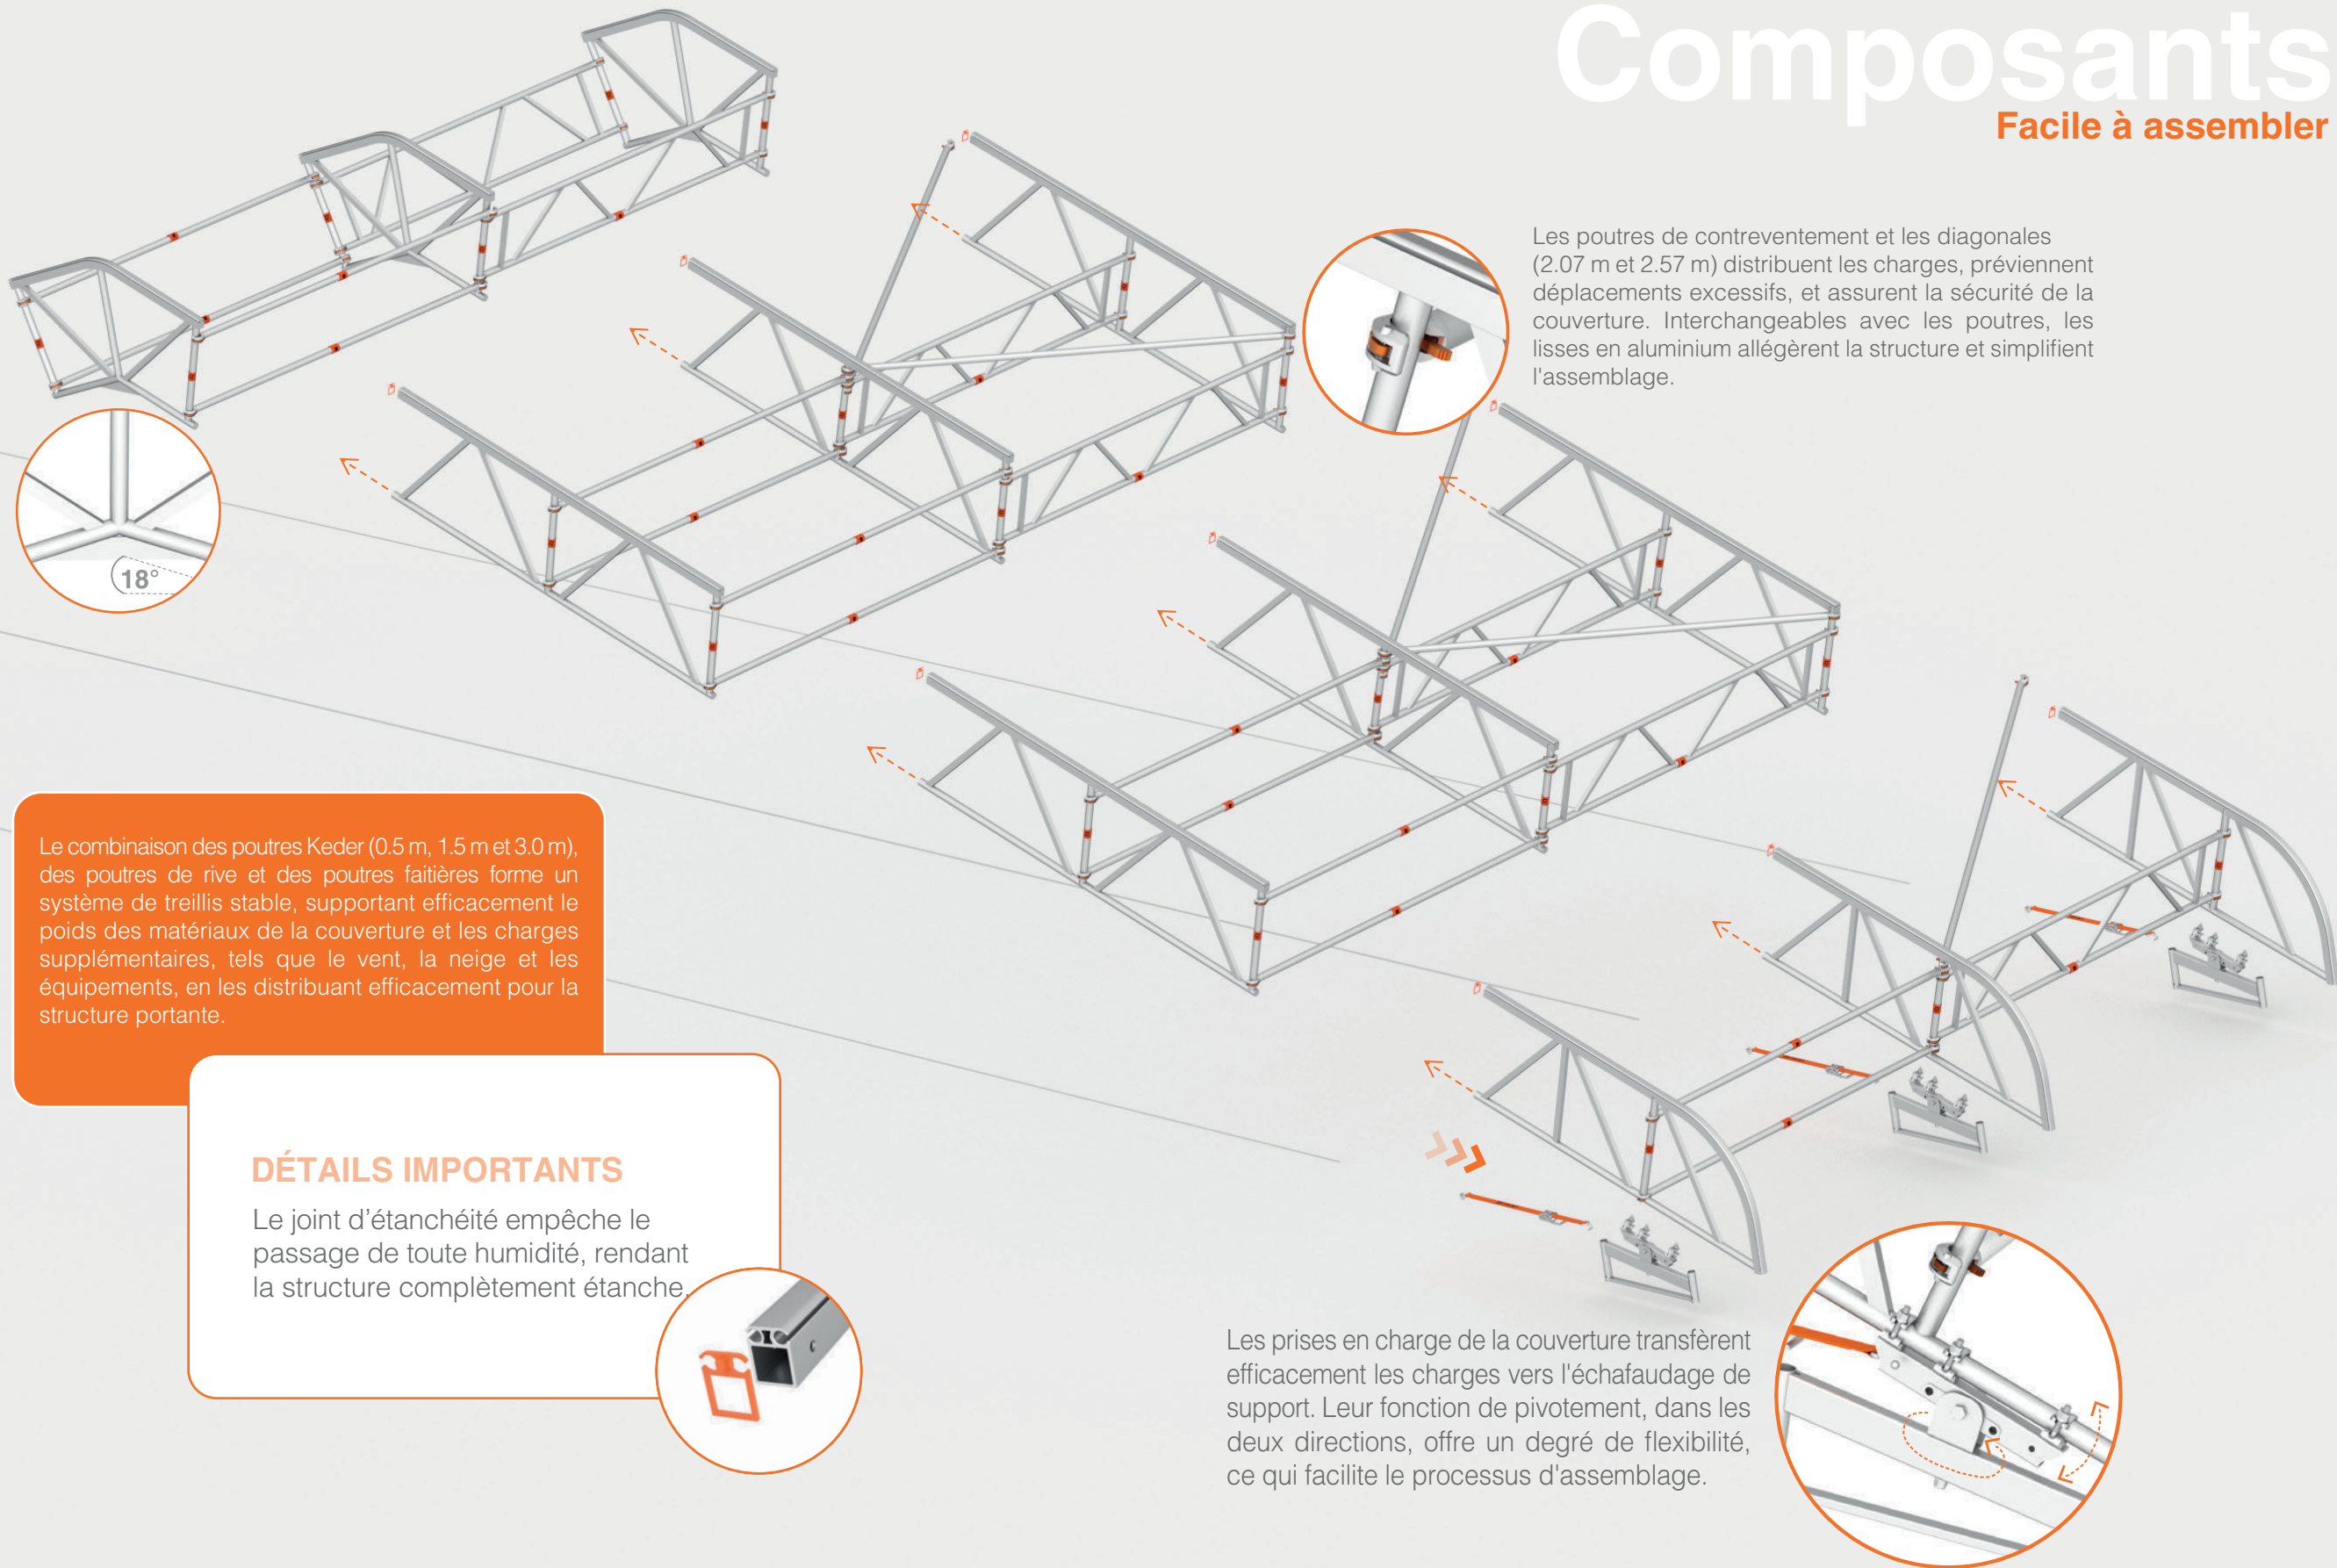 Composants
Facile à assembler
Les poutres de contreventement et les diagonales
(2.07 m et 2.57 m) distribuent les charges, préviennent
déplacements excessifs, et assurent la sécurité de la
couverture. Interchangeables avec les poutres, les
lisses en aluminium allégèrent la structure et simplifient
l'assemblage.
18°
Le combinaison des poutres Keder (0.5 m, 1.5 m et 3.0 m),
des poutres de rive et des poutres faitières forme un
système de treillis stable, supportant efficacement le
poids des matériaux de la couverture et les charges
supplémentaires, tels que le vent, la neige et les
équipements, en les distribuant efficacement pour la
structure portante.
DÉTAILS IMPORTANTS
Le joint d’étanchéité empêche le
passage de toute humidité, rendant
la structure complètement étanche.
Les prises en charge de la couverture transfèrent
efficacement les charges vers l'échafaudage de
support. Leur fonction de pivotement, dans les
deux directions, offre un degré de flexibilité,
ce qui facilite le processus d'assemblage.